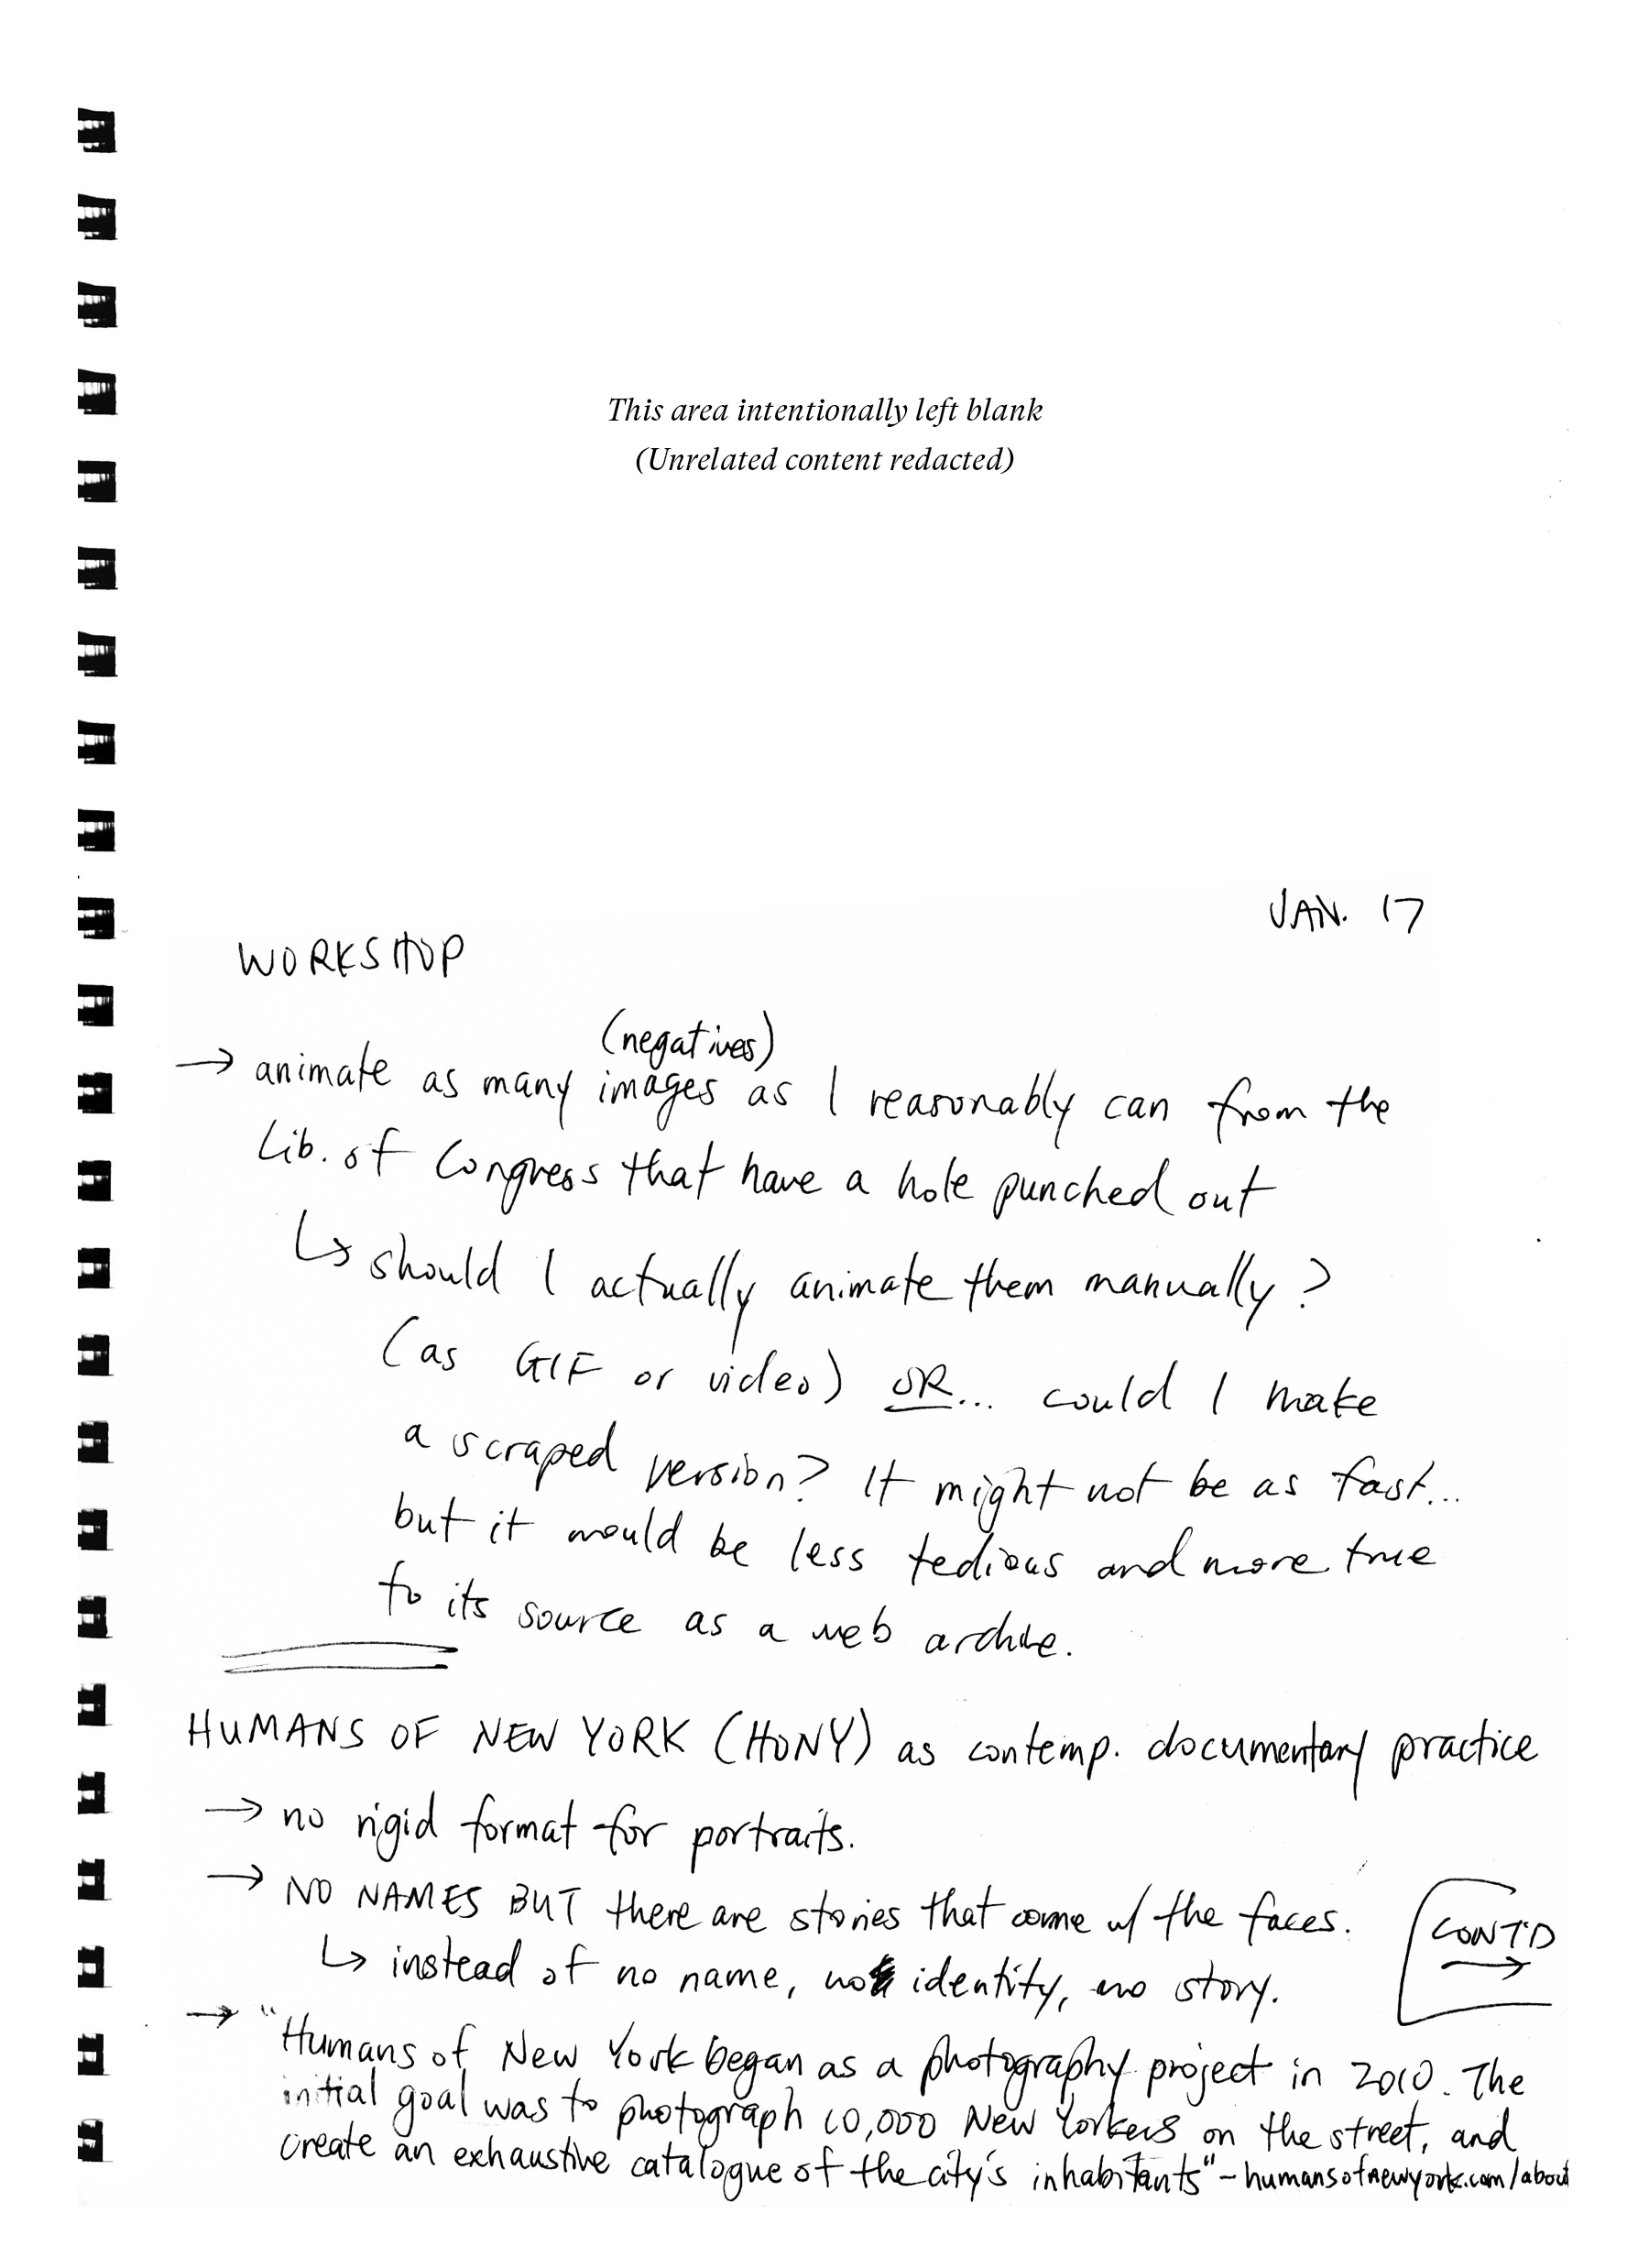 This area intentionally left blank
(Unrelated content redacted)
JAN. 17
WORKSHOP
(negatives)
→ animate as many images as I reasonably can from the
Lib. of Congress that have a hole punched out
↳ should I actually animate them manually?
(as GIF or video) OR... could I make
a scraped version? It might not be as fast...
but it would be less tedious and more true
to its source as a web archive.
HUMANS OF NEW YORK (HONY) as contemp. documentary practice
→ no rigid format for portraits.
→ NO NAMES BUT there are stories that come w/ the faces.
↳ instead of no name, no identity, no story.
CONT'D
→
→ "Humans of New York began as a photography project in 2010. The
initial goal was to photograph 10,000 New Yorkers on the street, and
create an exhaustive catalogue of the city's inhabitants" - humansofnewyork.com/about